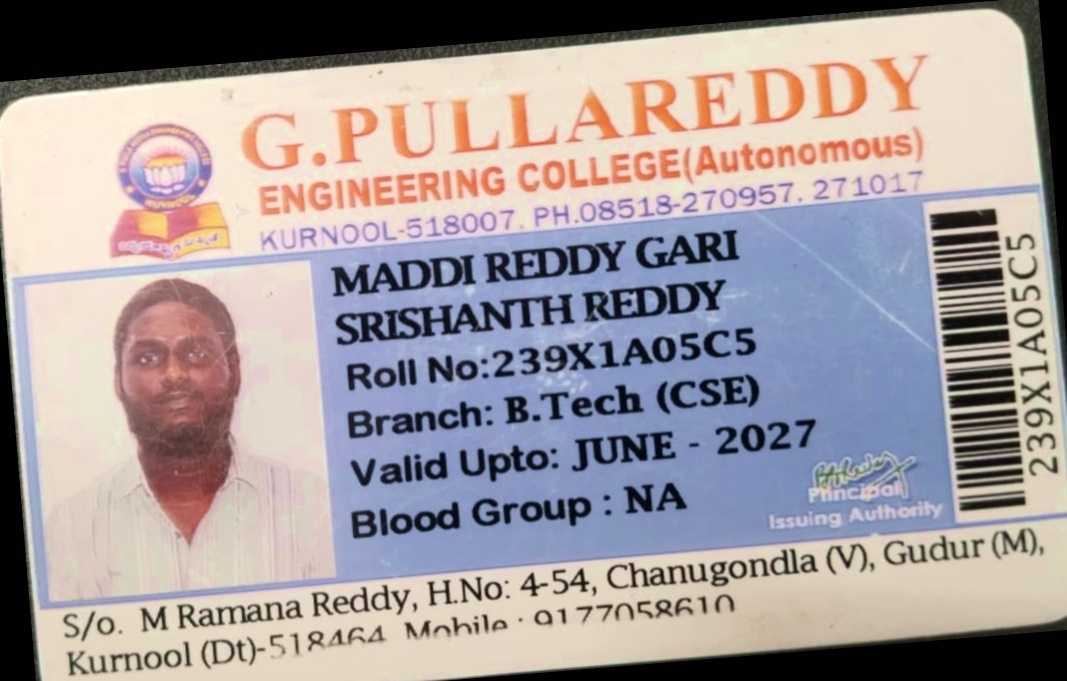 G.PULLAREDDY
ENGINEERING COLLEGE(Autonomous)
KURNOOL-518007. PH.08518-270957. 271017
MADDI REDDY GARI
SRISHANTH REDDY
Roll No:239X1A05C5
Branch: B.Tech (CSE)
Valid Upto: JUNE - 2027
Blood Group : NA
Principal
Issuing Authority
239X1A05C5
S/o. M Ramana Reddy, H.No: 4-54, Chanugondla (V), Gudur (M),
Kurnool (Dt)-518464 Mobile : 9177058610